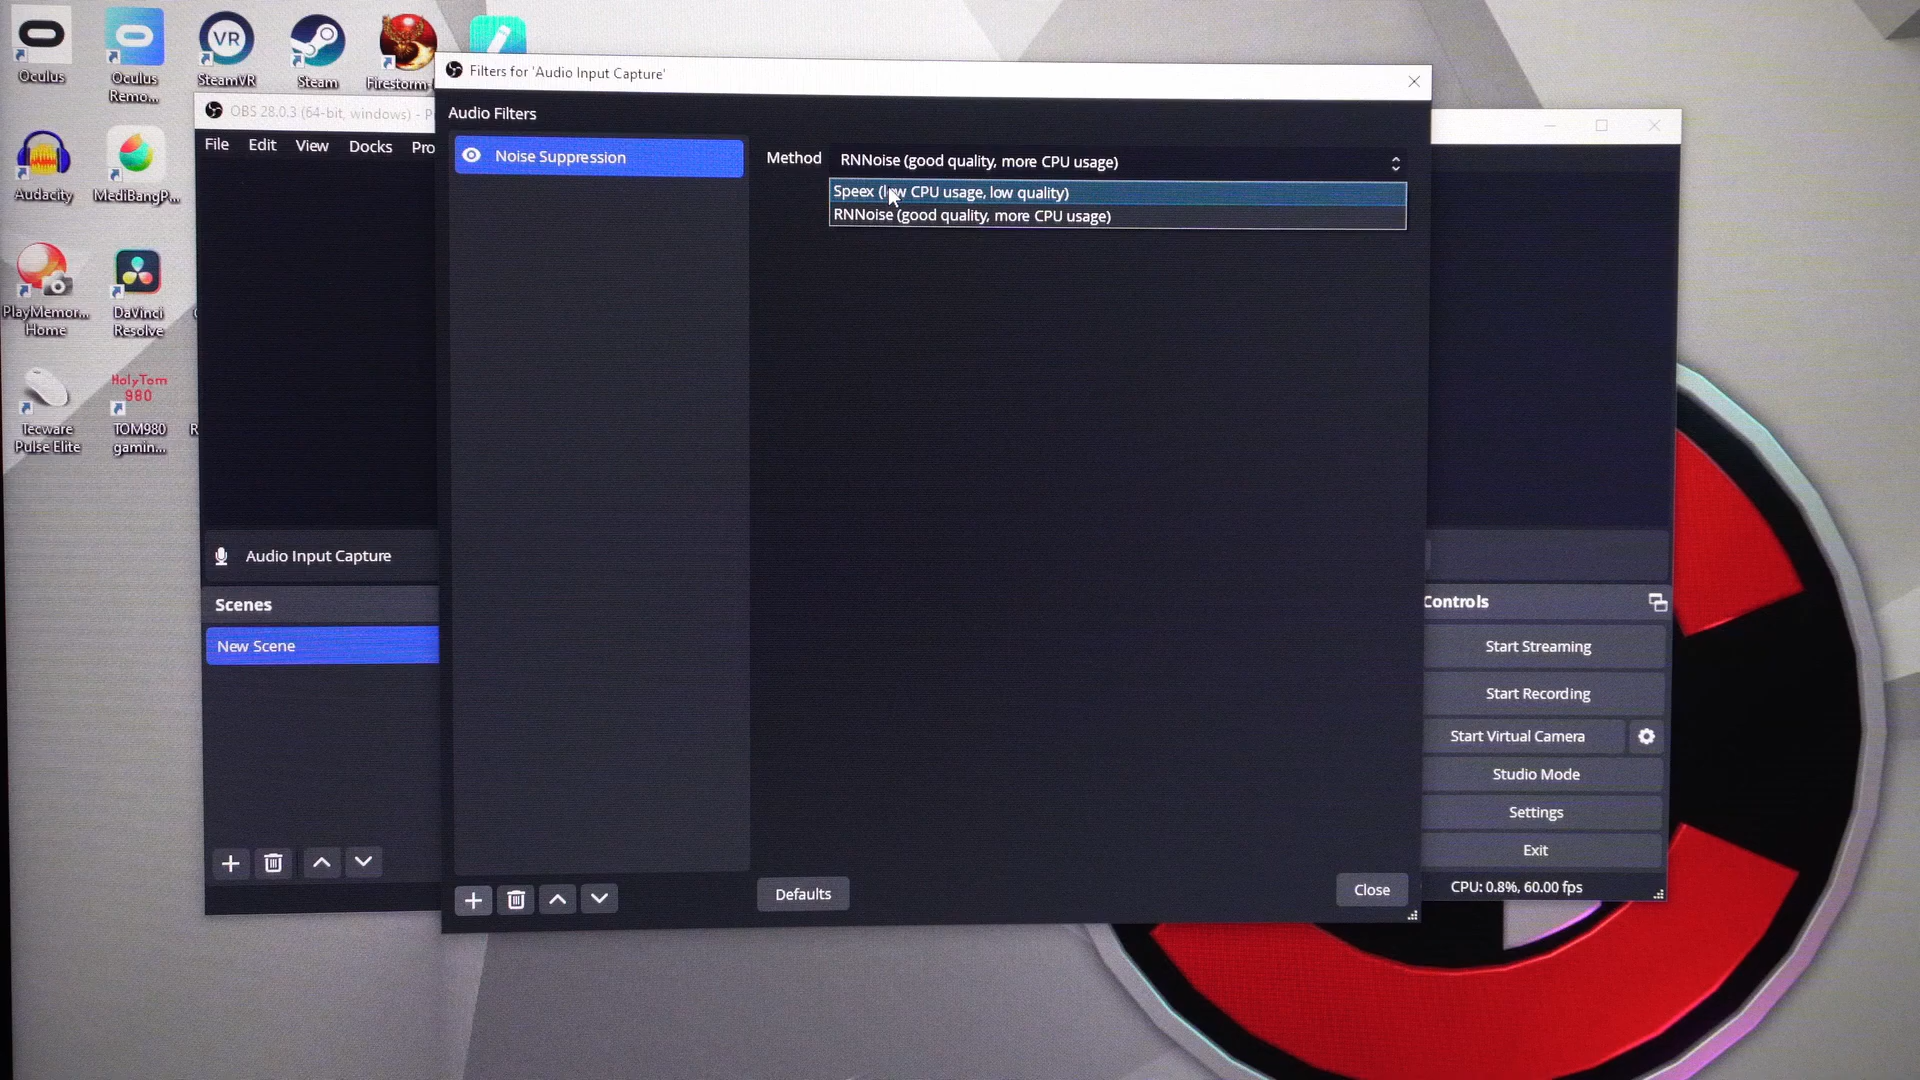 Oculus
Oculus
Remo...
VR
SteamVR
Steam
Firestorm-
Filters for 'Audio Input Capture'
OBS 28.0.3 (64-bit, windows) - P
File Edit View Docks Pro
Audacity
MediBangP...
PlayMemor...
Home
DaVinci
Resolve
HolyTom
980
Tecware
Pulse Elite
TOM980
gamin...
R
Audio Filters
Noise Suppression
Method
RNNoise (good quality, more CPU usage)
Speex (low CPU usage, low quality)
RNNoise (good quality, more CPU usage)
Audio Input Capture
Scenes
New Scene
Defaults
Close
Controls
Start Streaming
Start Recording
Start Virtual Camera
Studio Mode
Settings
Exit
CPU: 0.8%, 60.00 fps